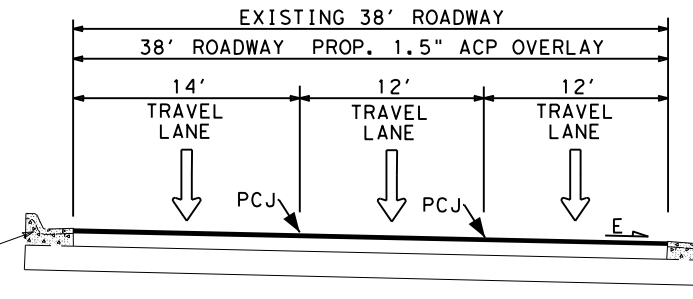 EXISTING 38' ROADWAY
38' ROADWAY PROP. 1.5" ACP OVERLAY
14' 12' 12'
TRAVEL LANE
TRAVEL LANE
TRAVEL LANE
PCJ
PCJ
E